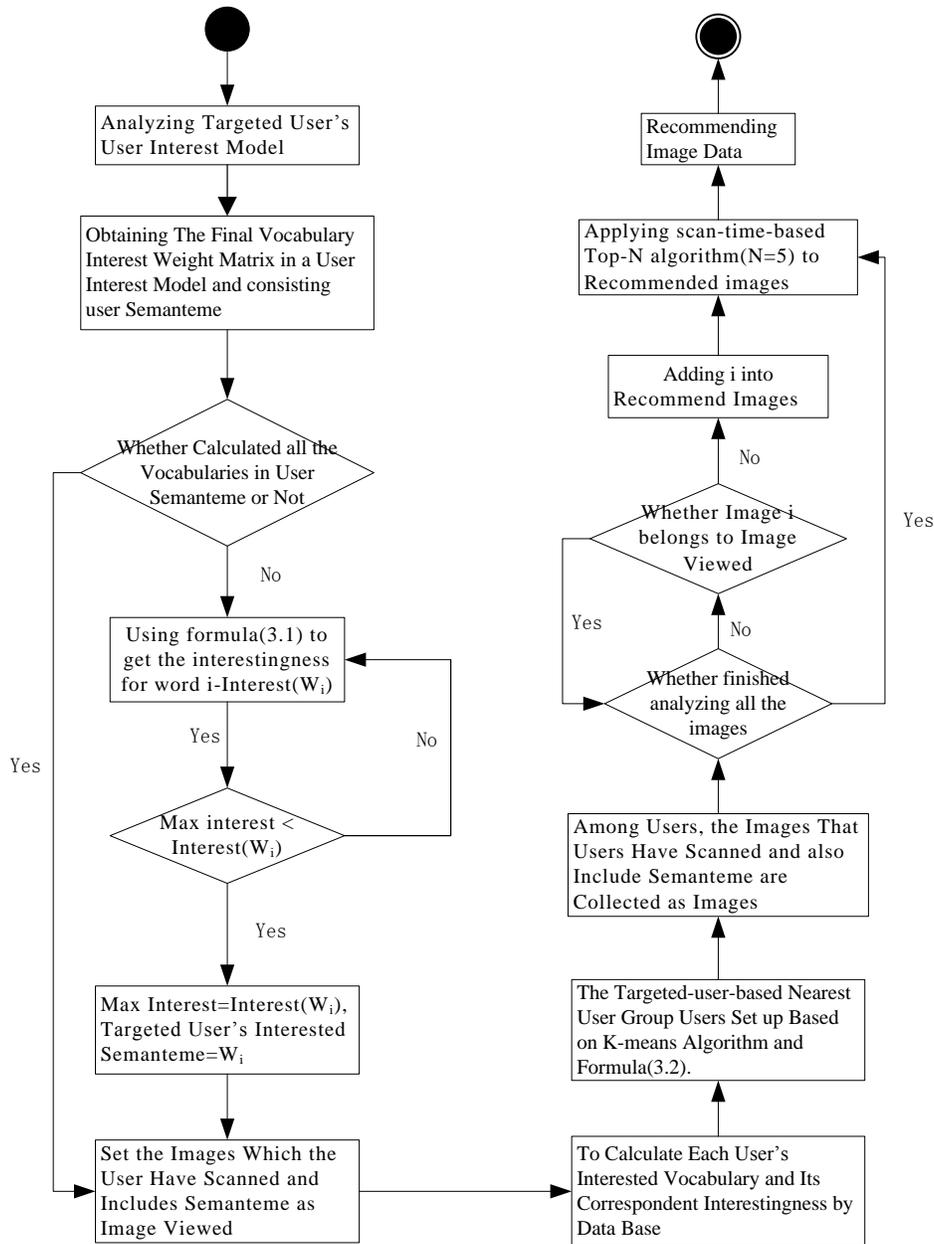 Analyzing Targeted User's
User Interest Model
Obtaining The Final Vocabulary
Interest Weight Matrix in a User
Interest Model and consisting
user Semanteme
Whether Calculated all the
Vocabularies in User
Semanteme or Not
No
Using formula(3.1) to
get the interestingness
for word i-Interest(Wi)
Yes
No
Yes
Max interest <
Interest(Wi)
Yes
Max Interest=Interest(Wi),
Targeted User's Interested
Semanteme=Wi
Set the Images Which the
User Have Scanned and
Includes Semanteme as
Image Viewed
To Calculate Each User's
Interested Vocabulary and Its
Correspondent Interestingness by
Data Base
The Targeted-user-based Nearest
User Group Users Set up Based
on K-means Algorithm and
Formula(3.2).
Among Users, the Images That
Users Have Scanned and also
Include Semanteme are
Collected as Images
Whether finished
analyzing all the
images
No
Yes
Yes
Whether Image i
belongs to Image
Viewed
No
Adding i into
Recommend Images
Applying scan-time-based
Top-N algorithm(N=5) to
Recommended images
Recommending
Image Data